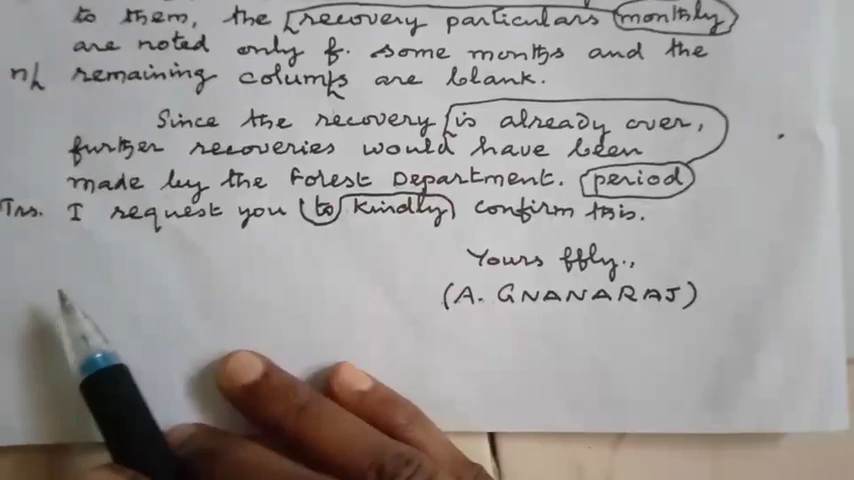 to them, the recovery particulars monthly
are noted only f. some months and the
n/ remaining columns are blank.
Since the recovery is already over,
further recoveries would have been
made by the Forest Department. period
Trs. I request you to kindly confirm this.
Yours ffly.,
(A. GNANARAJ)